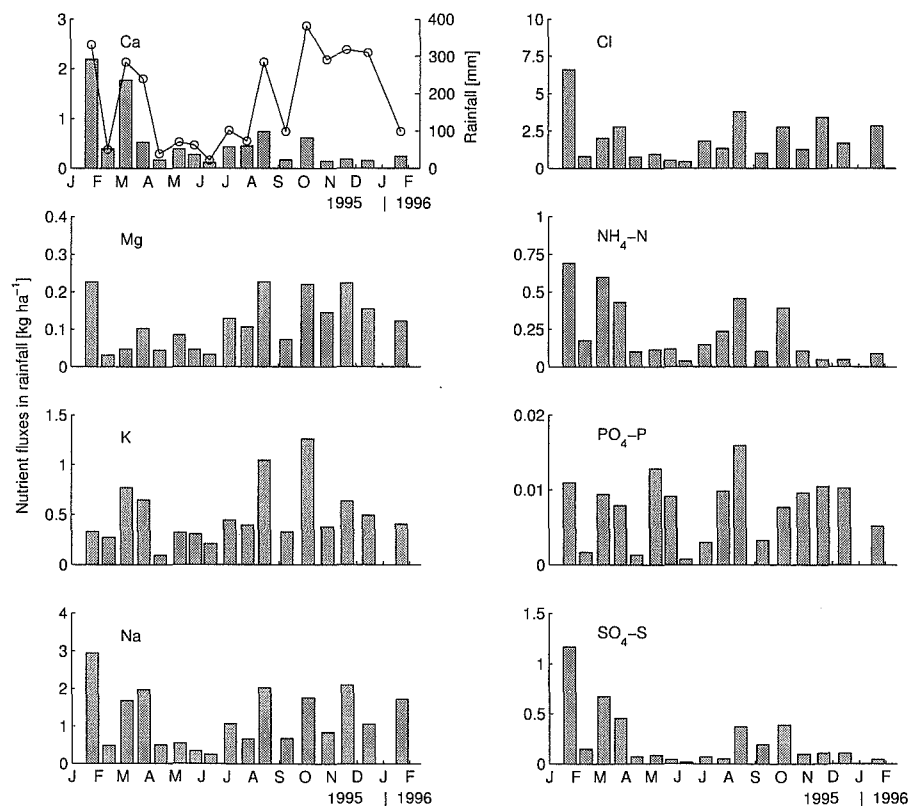 Nutrient fluxes in rainfall [kg ha⁻¹]
3
2
1
0
Ca
400
300
200
100
0
Rainfall [mm]
J F M A M J J A S O N D J F
1995 | 1996
10
7.5
5
2.5
0
Cl
0.4
0.3
0.2
0.1
0
Mg
1
0.75
0.5
0.25
0
NH₄–N
1.5
1
0.5
0
K
0.02
0.01
0
PO₄–P
4
3
2
1
0
Na
J F M A M J J A S O N D J F
1995 | 1996
1.5
1
0.5
0
SO₄–S
J F M A M J J A S O N D J F
1995 | 1996